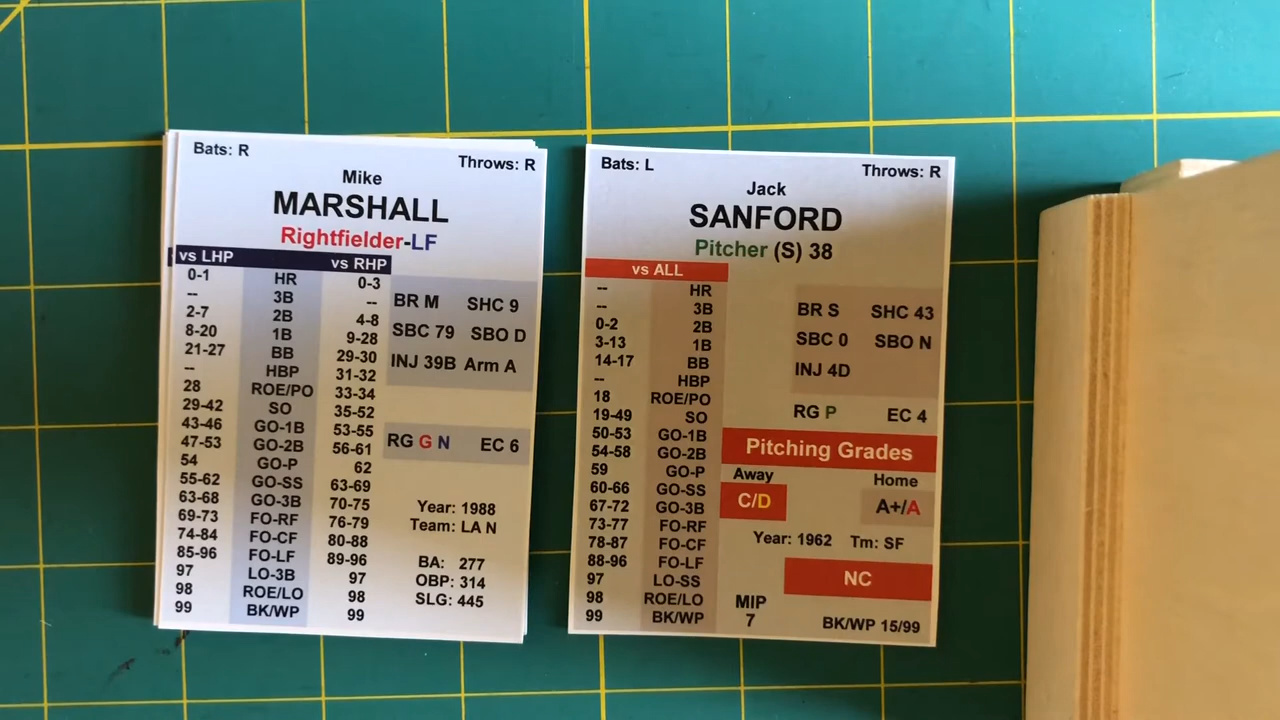 Bats: R
Throws: R
Mike
MARSHALL
Rightfielder-LF
vs LHP vs RHP
0-1 HR 0-3
-- 3B --
2-7 2B 4-8
8-20 1B 9-28
21-27 BB 29-30
-- HBP 31-32
28 ROE/PO 33-34
29-42 SO 35-52
43-46 GO-1B 53-55
47-53 GO-2B 56-61
54 GO-P 62
55-62 GO-SS 63-69
63-68 GO-3B 70-75
69-73 FO-RF 76-79
74-84 FO-CF 80-88
85-96 FO-LF 89-96
97 LO-3B 97
98 ROE/LO 98
99 BK/WP 99
BR M SHC 9
SBC 79 SBO D
INJ 39B Arm A
RG G N EC 6
Year: 1988
Team: LA N
BA: 277
OBP: 314
SLG: 445
Bats: L
Throws: R
Jack
SANFORD
Pitcher (S) 38
vs ALL
-- HR
-- 3B
0-2 2B
3-13 1B
14-17 BB
-- HBP
18 ROE/PO
19-49 SO
50-53 GO-1B
54-58 GO-2B
59 GO-P
60-66 GO-SS
67-72 GO-3B
73-77 FO-RF
78-87 FO-CF
88-96 FO-LF
97 LO-SS
98 ROE/LO
99 BK/WP
BR S SHC 43
SBC 0 SBO N
INJ 4D
RG P EC 4
Pitching Grades
Away Home
C/D A+/A
Year: 1962 Tm: SF
NC
MIP
7
BK/WP 15/99